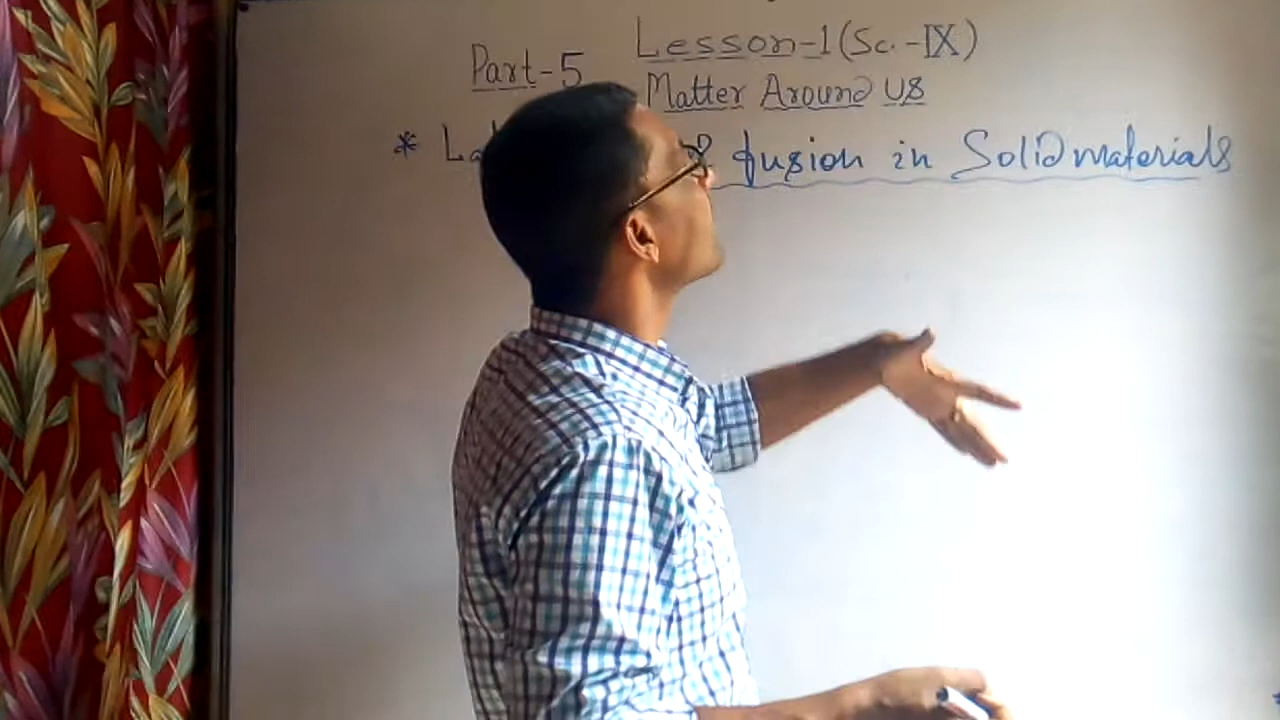 Part-5 Lesson-1 (Sc. -IX)
Matter Around us
* fusion in Solid materials